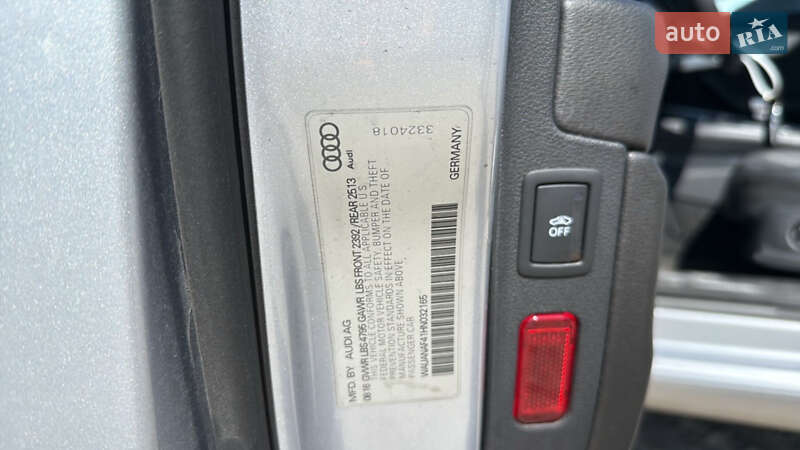 auto RIA
3324018
Audi
MFD. BY AUDI AG
06 16 GVWR LBS 4795 GAWR LBS FRONT 2392 /REAR 2513
THIS VEHICLE CONFORMS TO ALL APPLICABLE U S
FEDERAL MOTOR VEHICLE SAFETY, BUMPER AND THEFT
PREVENTION STANDARDS IN EFFECT ON THE DATE OF
MANUFACTURE SHOWN ABOVE
PASSENGER CAR
WAUANAF41HN032165
GERMANY
OFF